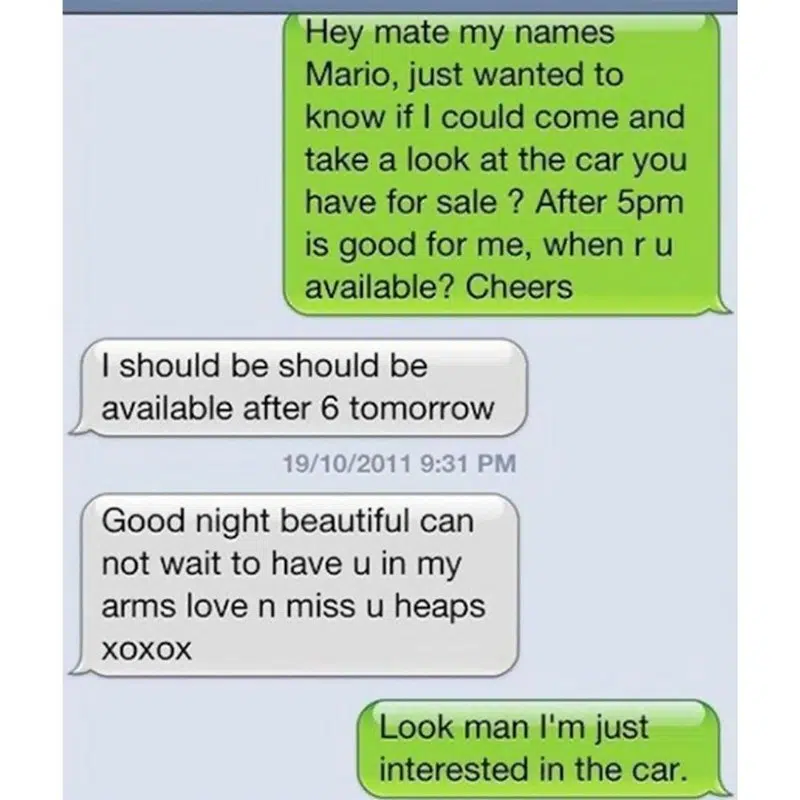 Hey mate my names
Mario, just wanted to
know if I could come and
take a look at the car you
have for sale ? After 5pm
is good for me, when r u
available? Cheers
I should be should be
available after 6 tomorrow
19/10/2011 9:31 PM
Good night beautiful can
not wait to have u in my
arms love n miss u heaps
xoxox
Look man I'm just
interested in the car.